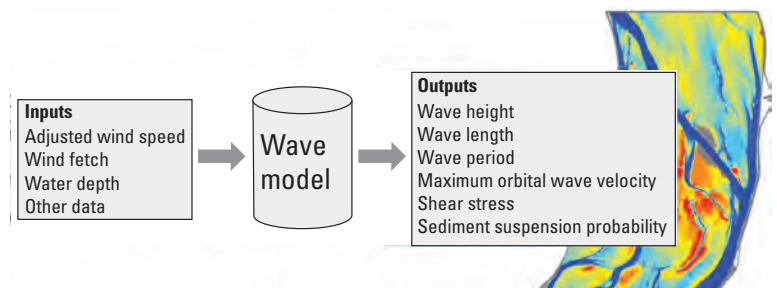 Inputs
Adjusted wind speed
Wind fetch
Water depth
Other data
Wave
model
Outputs
Wave height
Wave length
Wave period
Maximum orbital wave velocity
Shear stress
Sediment suspension probability